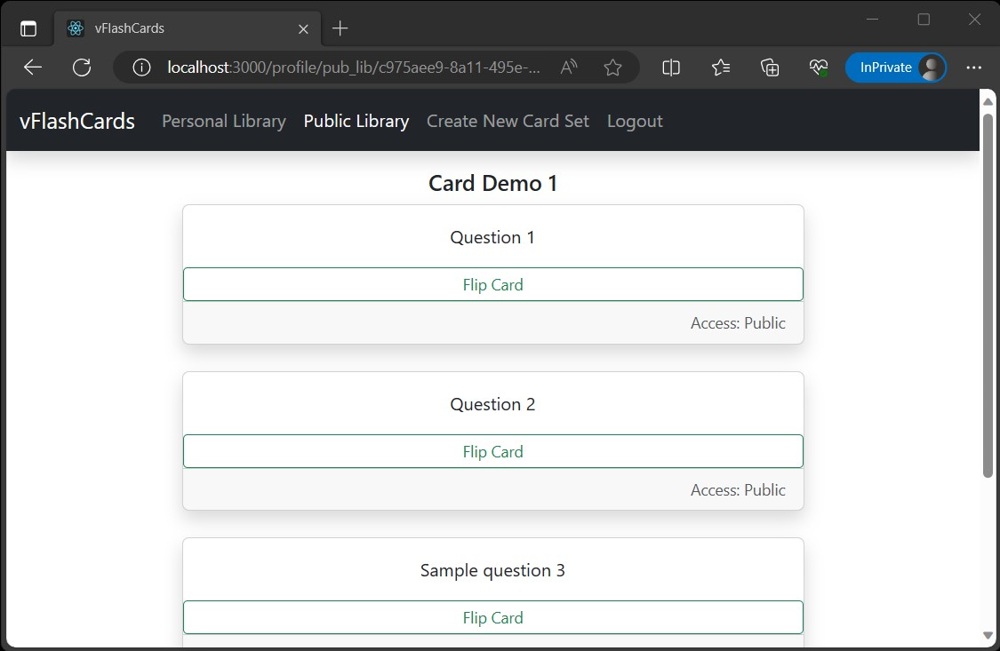 vFlashCards
localhost:3000/profile/pub_lib/c975aee9-8a11-495e-...
InPrivate
vFlashCards Personal Library Public Library Create New Card Set Logout
Card Demo 1
Question 1
Flip Card
Access: Public
Question 2
Flip Card
Access: Public
Sample question 3
Flip Card